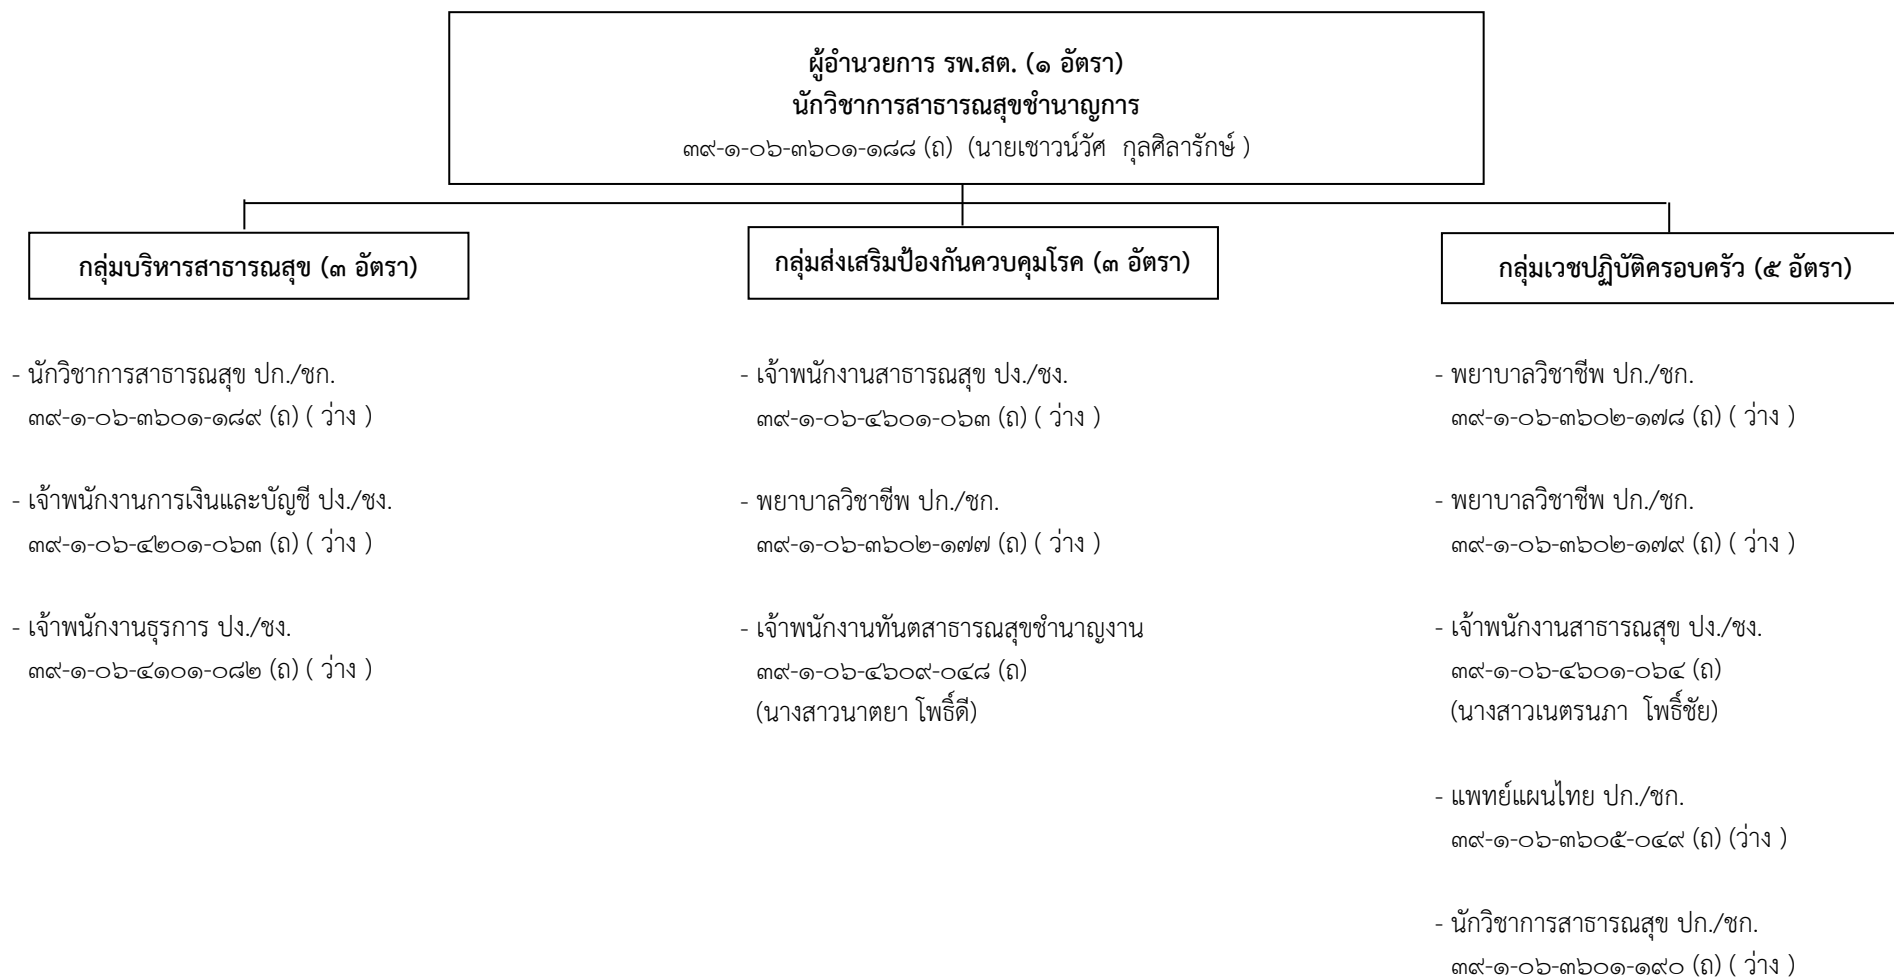 ผู้อำนวยการ รพ.สต. (๑ อัตรา)
นักวิชาการสาธารณสุขชำนาญการ
๓๙-๑-๐๖-๓๖๐๑-๑๘๘ (ถ) (นายเชาวน์วัศ กุลศิลารักษ์ )
กลุ่มบริหารสาธารณสุข (๓ อัตรา)
- นักวิชาการสาธารณสุข ปก./ชก.
๓๙-๑-๐๖-๓๖๐๑-๑๘๙ (ถ) ( ว่าง )
- เจ้าพนักงานการเงินและบัญชี ปง./ชง.
๓๙-๑-๐๖-๔๒๐๑-๐๖๓ (ถ) ( ว่าง )
- เจ้าพนักงานธุรการ ปง./ชง.
๓๙-๑-๐๖-๔๑๐๑-๐๘๒ (ถ) ( ว่าง )
กลุ่มส่งเสริมป้องกันควบคุมโรค (๓ อัตรา)
- เจ้าพนักงานสาธารณสุข ปง./ชง.
๓๙-๑-๐๖-๔๖๐๑-๐๖๓ (ถ) ( ว่าง )
- พยาบาลวิชาชีพ ปก./ชก.
๓๙-๑-๐๖-๓๖๐๒-๑๗๗ (ถ) ( ว่าง )
- เจ้าพนักงานทันตสาธารณสุขชำนาญงาน
๓๙-๑-๐๖-๔๖๐๙-๐๔๘ (ถ)
(นางสาวนาตยา โพธิ์ดี)
กลุ่มเวชปฏิบัติครอบครัว (๕ อัตรา)
- พยาบาลวิชาชีพ ปก./ชก.
๓๙-๑-๐๖-๓๖๐๒-๑๗๘ (ถ) ( ว่าง )
- พยาบาลวิชาชีพ ปก./ชก.
๓๙-๑-๐๖-๓๖๐๒-๑๗๙ (ถ) ( ว่าง )
- เจ้าพนักงานสาธารณสุข ปง./ชง.
๓๙-๑-๐๖-๔๖๐๑-๐๖๔ (ถ)
(นางสาวเนตรนภา โพธิ์ชัย)
- แพทย์แผนไทย ปก./ชก.
๓๙-๑-๐๖-๓๖๐๕-๐๔๙ (ถ) (ว่าง )
- นักวิชาการสาธารณสุข ปก./ชก.
๓๙-๑-๐๖-๓๖๐๑-๑๙๐ (ถ) ( ว่าง )